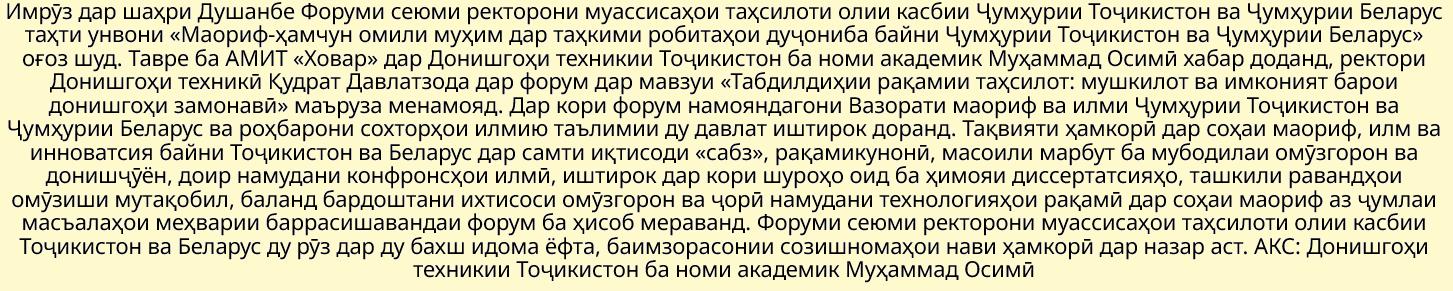 Имрӯз дар шаҳри Душанбе Форуми сеюми ректорони муассисаҳои таҳсилоти олии касбии Ҷумҳурии Тоҷикистон ва Ҷумҳурии Беларус
таҳти унвони «Маориф-ҳамчун омили муҳим дар таҳкими робитаҳои дуҷониба байни Ҷумҳурии Тоҷикистон ва Ҷумҳурии Беларус»
оғоз шуд. Тавре ба АМИТ «Ховар» дар Донишгоҳи техникии Тоҷикистон ба номи академик Муҳаммад Осимӣ хабар доданд, ректори
Донишгоҳи техникӣ Қудрат Давлатзода дар форум дар мавзуи «Табдилдиҳии рақамии таҳсилот: мушкилот ва имконият барои
донишгоҳи замонавӣ» маъруза менамояд. Дар кори форум намояндагони Вазорати маориф ва илми Ҷумҳурии Тоҷикистон ва
Ҷумҳурии Беларус ва роҳбарони сохторҳои илмию таълимии ду давлат иштирок доранд. Тақвияти ҳамкорӣ дар соҳаи маориф, илм ва
инноватсия байни Тоҷикистон ва Беларус дар самти иқтисоди «сабз», рақамикунонӣ, масоили марбут ба мубодилаи омӯзгорон ва
донишҷӯён, доир намудани конфронсҳои илмӣ, иштирок дар кори шуроҳо оид ба ҳимояи диссертатсияҳо, ташкили равандҳои
омӯзиши мутақобил, баланд бардоштани ихтисоси омӯзгорон ва ҷорӣ намудани технологияҳои рақамӣ дар соҳаи маориф аз ҷумлаи
масъалаҳои меҳварии баррасишавандаи форум ба ҳисоб мераванд. Форуми сеюми ректорони муассисаҳои таҳсилоти олии касбии
Тоҷикистон ва Беларус ду рӯз дар ду бахш идома ёфта, баимзорасонии созишномаҳои нави ҳамкорӣ дар назар аст. АКС: Донишгоҳи
техникии Тоҷикистон ба номи академик Муҳаммад Осимӣ